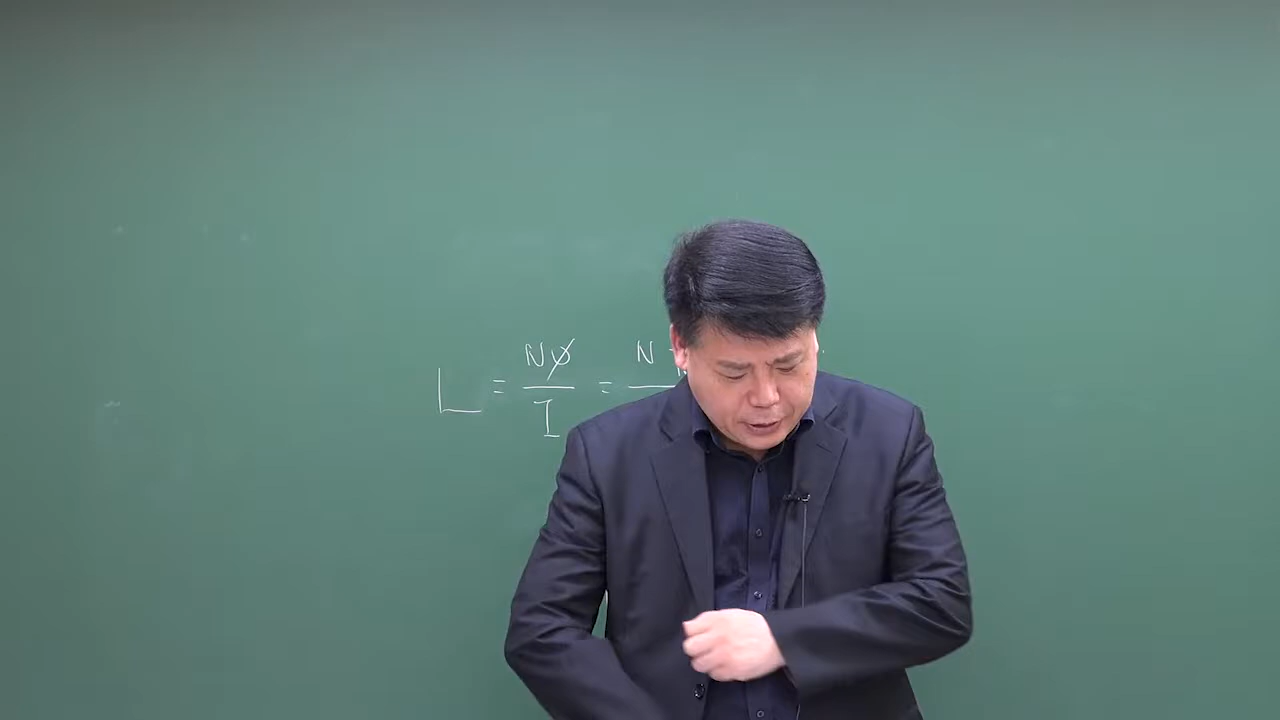 L = Nφ / I = N